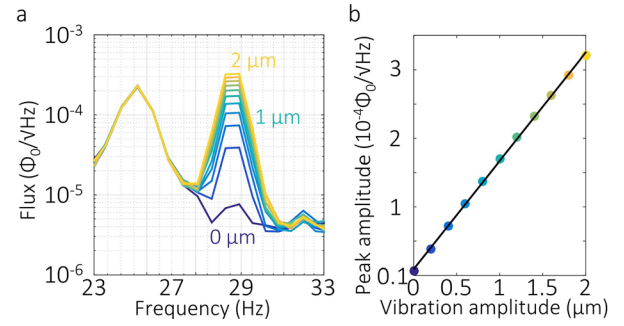 a
Flux (Φ₀/√Hz)
10⁻³
10⁻⁴
10⁻⁵
10⁻⁶
2 μm
1 μm
0 μm
23 27 29 33
Frequency (Hz)
b
Peak amplitude (10⁻⁴Φ₀/√Hz)
3
2
1
0.1
0 0.5 1 1.5 2
Vibration amplitude (μm)